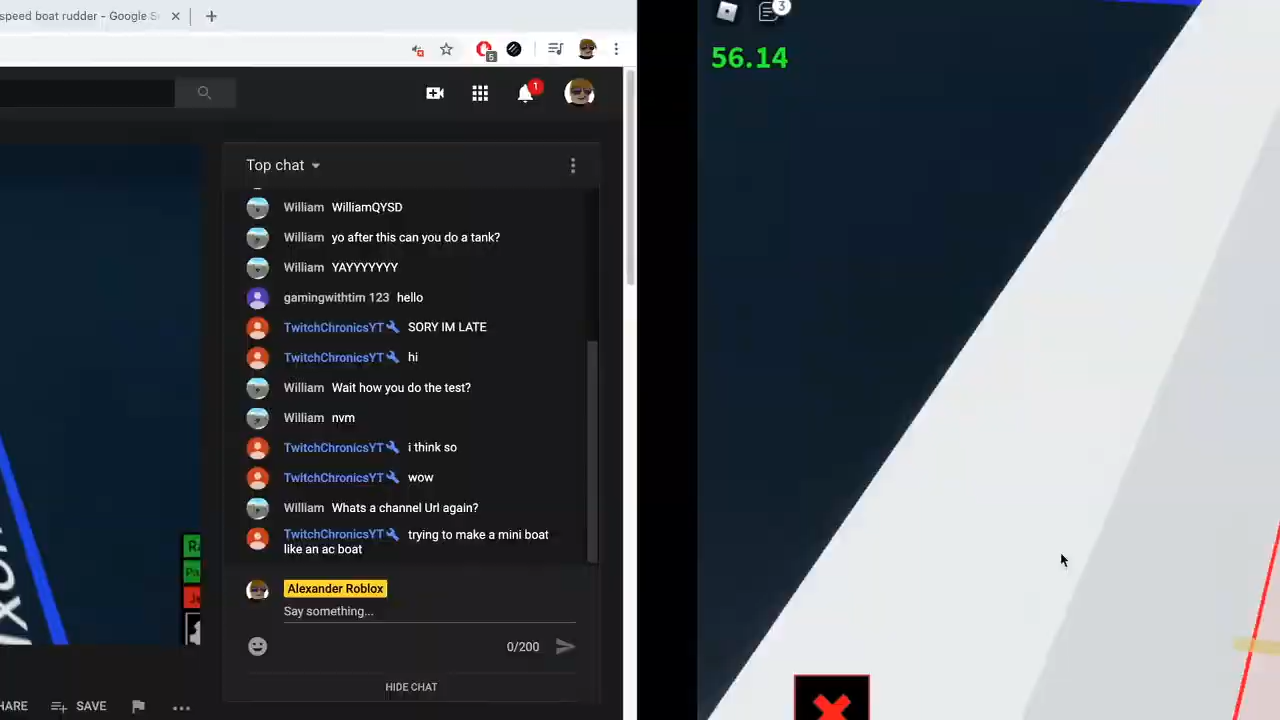 speed boat rudder - Google S
5
3
56.14
1
Top chat
William WilliamQYSD
William yo after this can you do a tank?
William YAYYYYYYY
gamingwithtim 123 hello
TwitchChronicsYT SORY IM LATE
TwitchChronicsYT hi
William Wait how you do the test?
William nvm
TwitchChronicsYT i think so
TwitchChronicsYT wow
William Whats a channel Url again?
TwitchChronicsYT trying to make a mini boat
like an ac boat
Alexander Roblox
Say something...
0/200
HIDE CHAT
HARE
SAVE